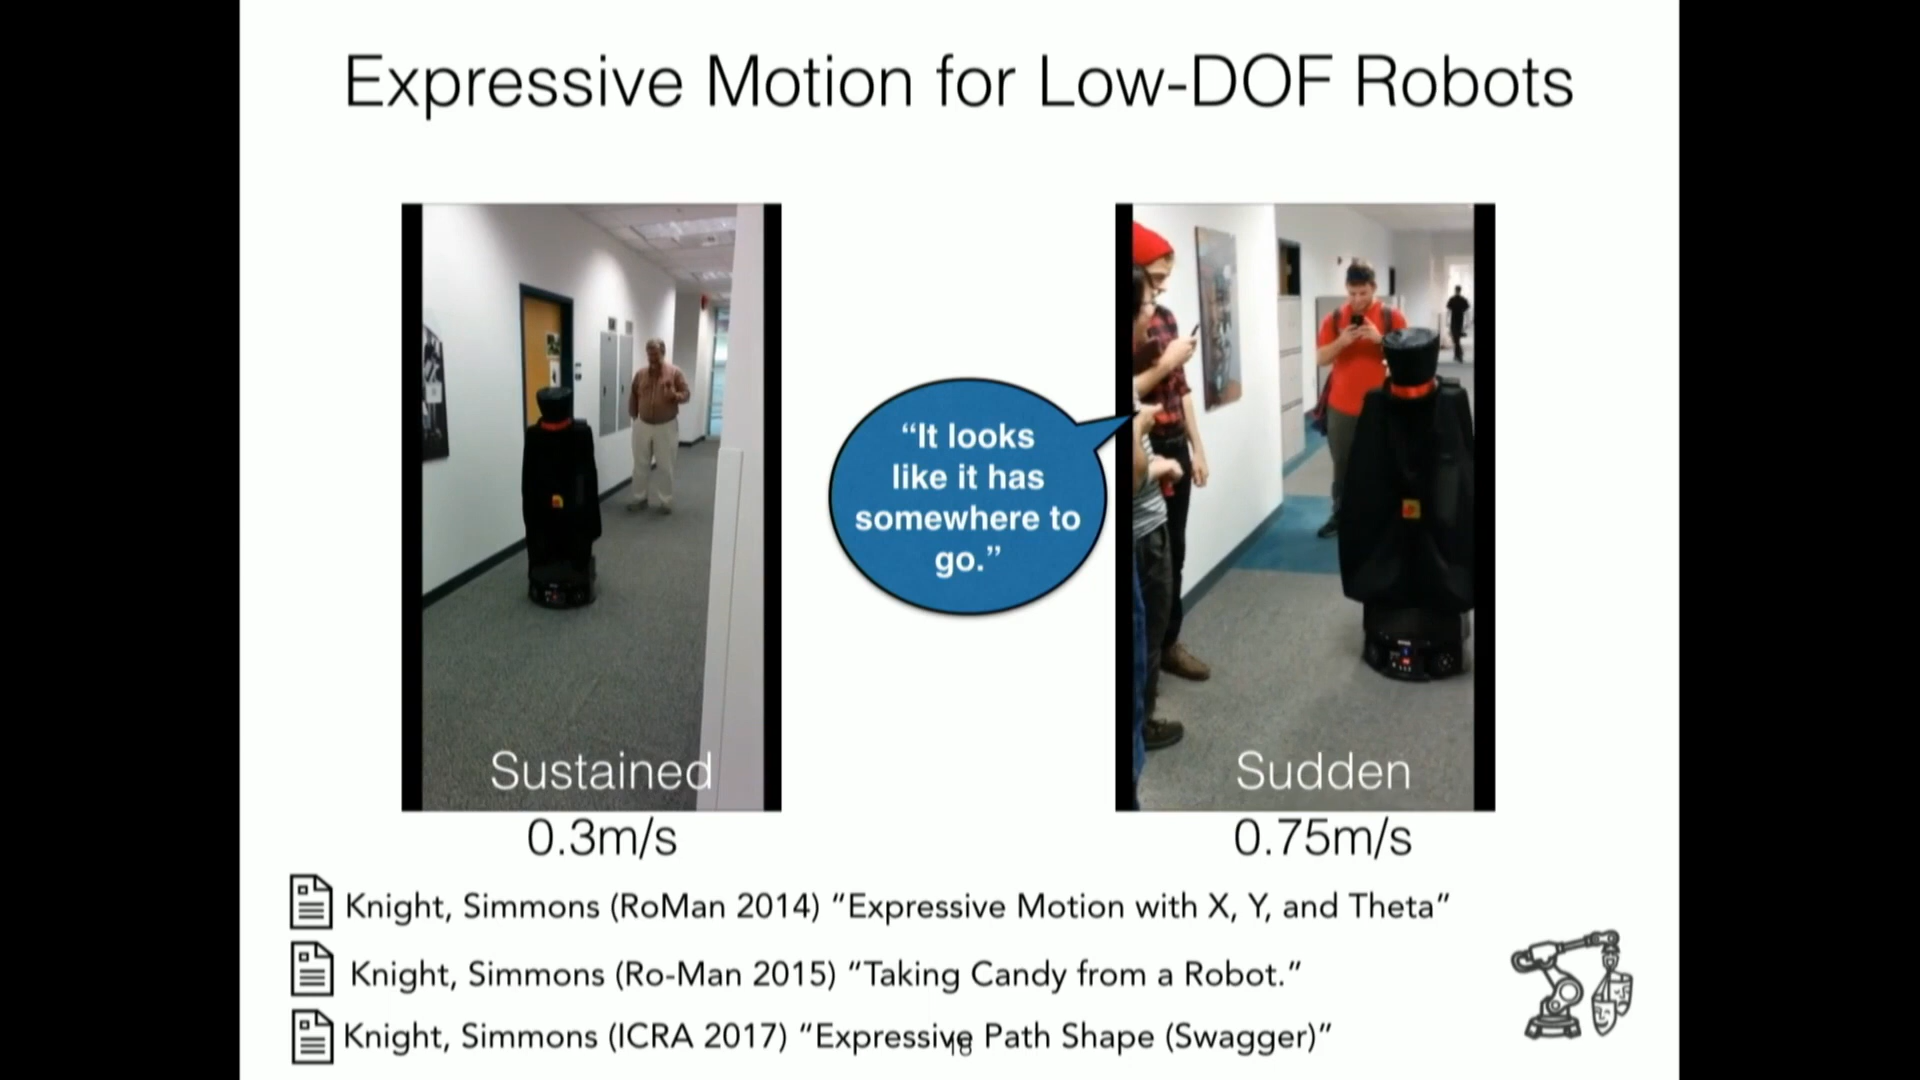 Expressive Motion for Low-DOF Robots
“It looks
like it has
somewhere to
go.”
Sustained
0.3m/s
Sudden
0.75m/s
Knight, Simmons (RoMan 2014) “Expressive Motion with X, Y, and Theta”
Knight, Simmons (Ro-Man 2015) “Taking Candy from a Robot.”
Knight, Simmons (ICRA 2017) “Expressive Path Shape (Swagger)”